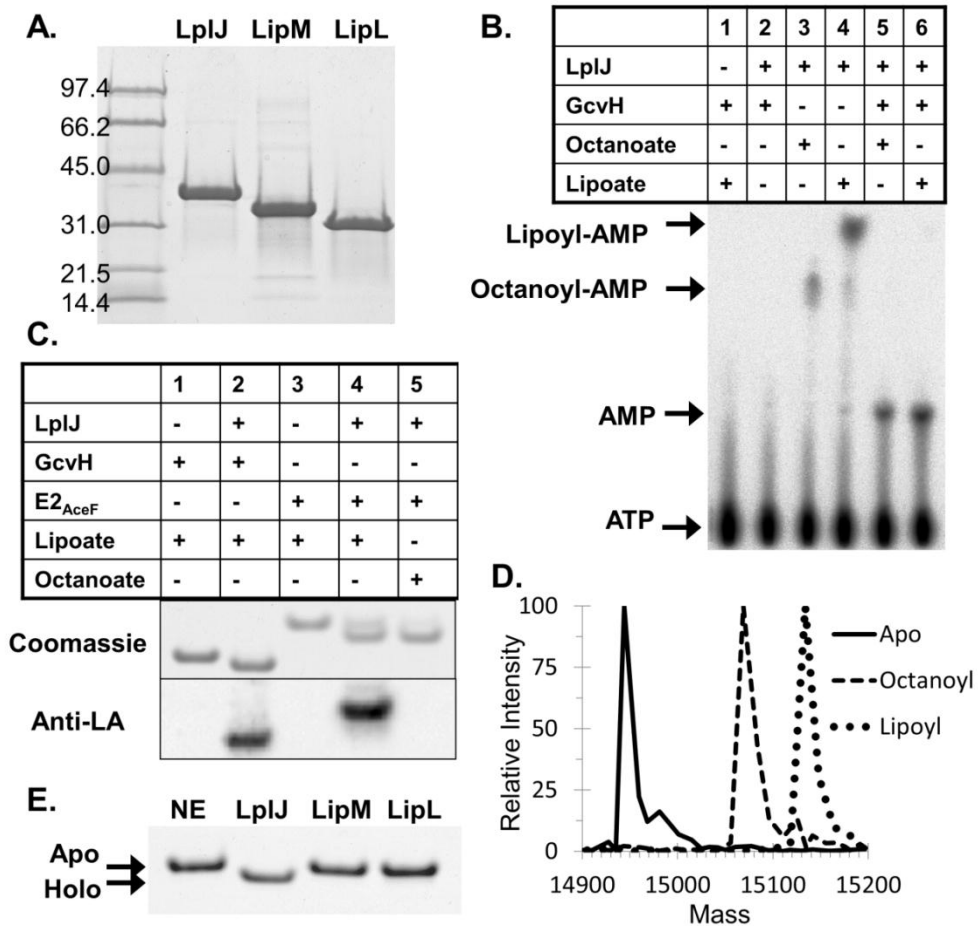 A.
LplJ LipM LipL
97.4
66.2
45.0
31.0
21.5
14.4
B.
1 2 3 4 5 6
LplJ - + + + + +
GcvH + + - - + +
Octanoate - - + - + -
Lipoate + - - + - +
Lipoyl-AMP
Octanoyl-AMP
AMP
ATP
C.
1 2 3 4 5
LplJ - + - + +
GcvH + + - - -
E2AceF - - + + +
Lipoate + + + + -
Octanoate - - - - +
Coomassie
Anti-LA
D.
100
75
50
25
0
Relative Intensity
14900 15000 15100 15200
Mass
Apo
Octanoyl
Lipoyl
E.
NE LplJ LipM LipL
Apo
Holo